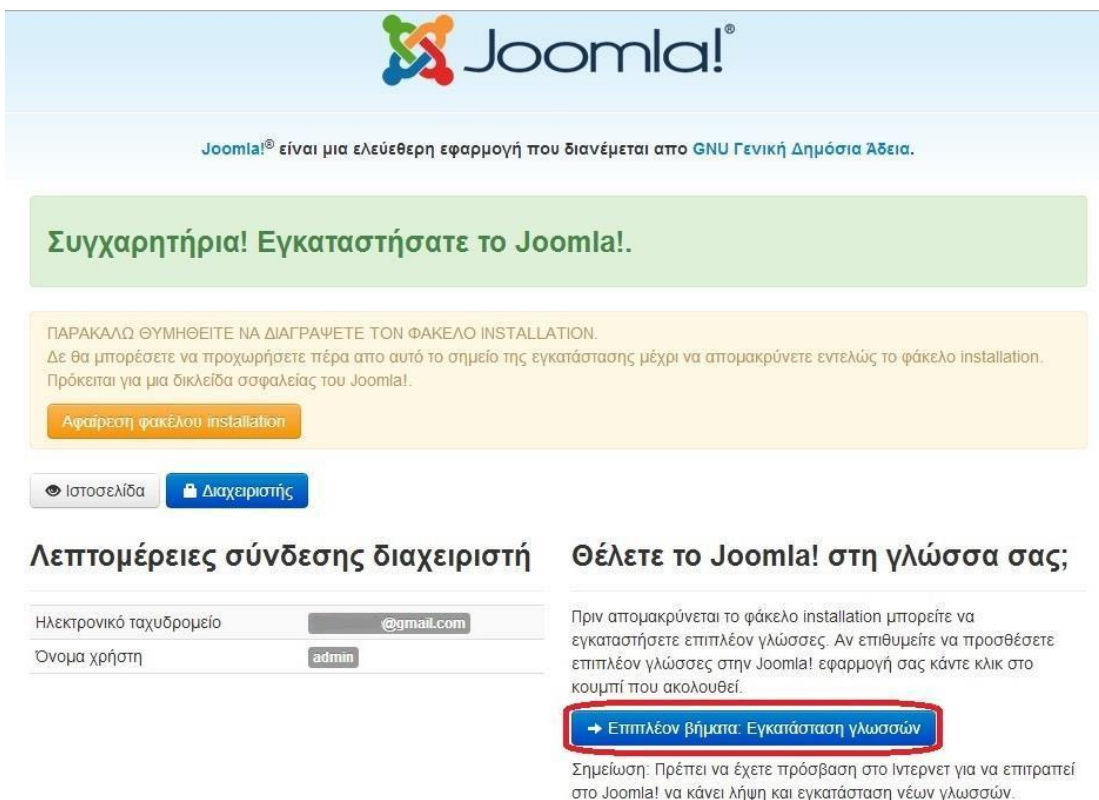 Joomla!®
Joomla!® είναι μια ελεύεθερη εφαρμογή που διανέμεται απο GNU Γενική Δημόσια Άδεια.
Συγχαρητήρια! Εγκαταστήσατε το Joomla!.
ΠΑΡΑΚΑΛΩ ΘΥΜΗΘΕΙΤΕ ΝΑ ΔΙΑΓΡΑΨΕΤΕ ΤΟΝ ΦΑΚΕΛΟ INSTALLATION.
Δε θα μπορέσετε να προχωρήσετε πέρα απο αυτό το σημείο της εγκατάστασης μέχρι να απομακρύνετε εντελώς το φάκελο installation.
Πρόκειται για μια δικλείδα σσφαλείας του Joomla!.
Αφαίρεση φακέλου installation
Ιστοσελίδα
Διαχειριστής
Λεπτομέρειες σύνδεσης διαχειριστή
Ηλεκτρονικό ταχυδρομείο @gmail.com
Όνομα χρήστη admin
Θέλετε το Joomla! στη γλώσσα σας;
Πριν απομακρύνεται το φάκελο installation μπορείτε να
εγκαταστήσετε επιπλέον γλώσσες. Αν επιθυμείτε να προσθέσετε
επιπλέον γλώσσες στην Joomla! εφαρμογή σας κάντε κλικ στο
κουμπί που ακολουθεί.
➔ Επιπλέον βήματα: Εγκατάσταση γλωσσών
Σημείωση: Πρέπει να έχετε πρόσβαση στο Ιντερνετ για να επιτραπεί
στο Joomla! να κάνει λήψη και εγκατάσταση νέων γλωσσών.